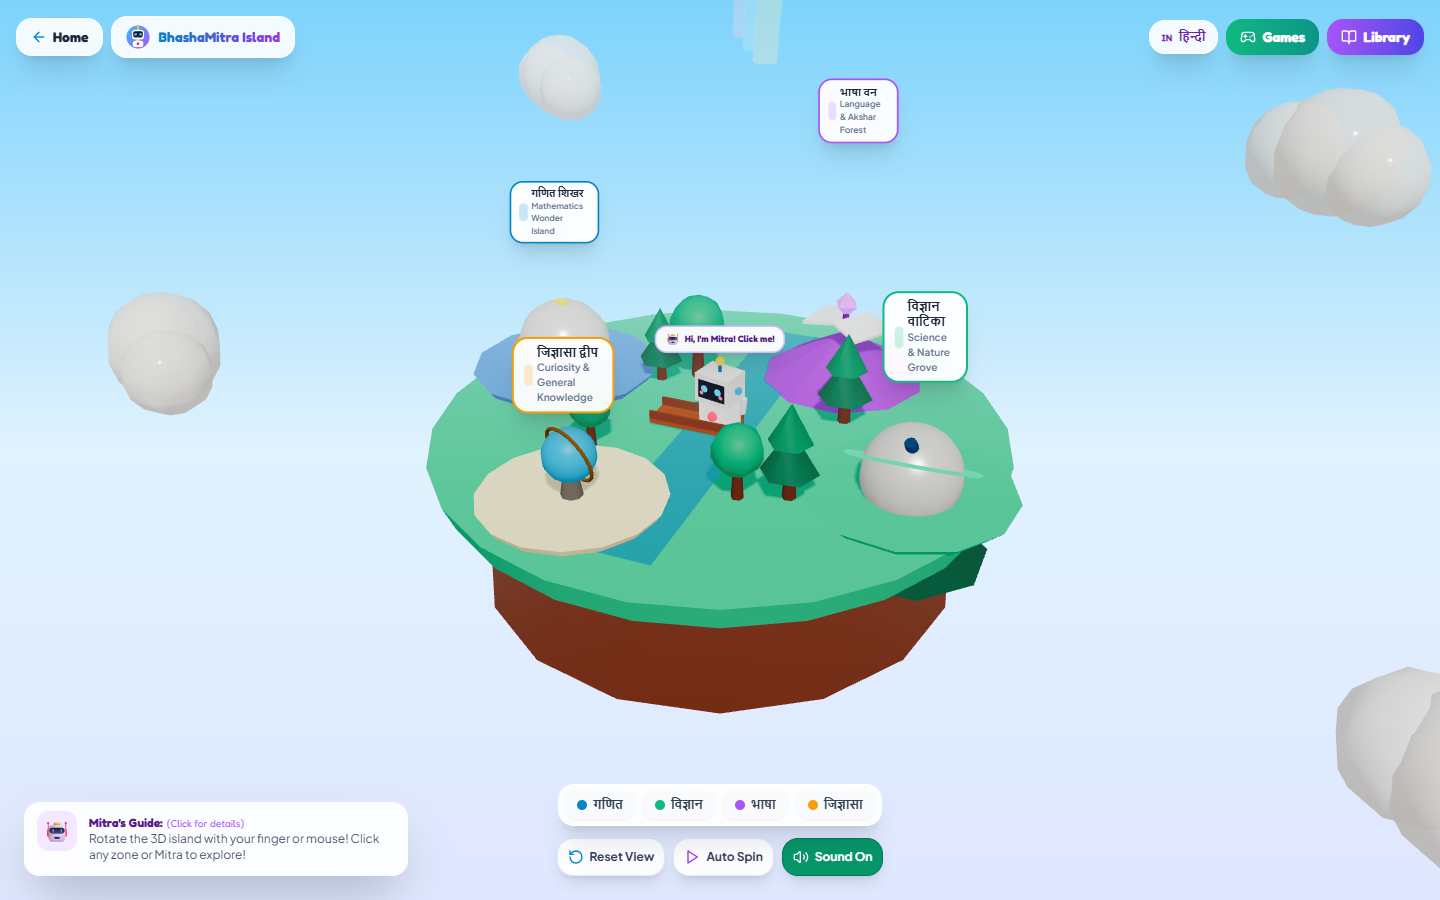 Home
BhashaMitra Island
IN हिन्दी
Games
Library
भाषा वन
Language
& Akshar
Forest
गणित शिखर
Mathematics
Wonder
Island
विज्ञान
वाटिका
Science
& Nature
Grove
Hi, I'm Mitra! Click me!
जिज्ञासा द्वीप
Curiosity &
General
Knowledge
गणित
विज्ञान
भाषा
जिज्ञासा
Mitra's Guide: (Click for details)
Rotate the 3D island with your finger or mouse! Click
any zone or Mitra to explore!
Reset View
Auto Spin
Sound On